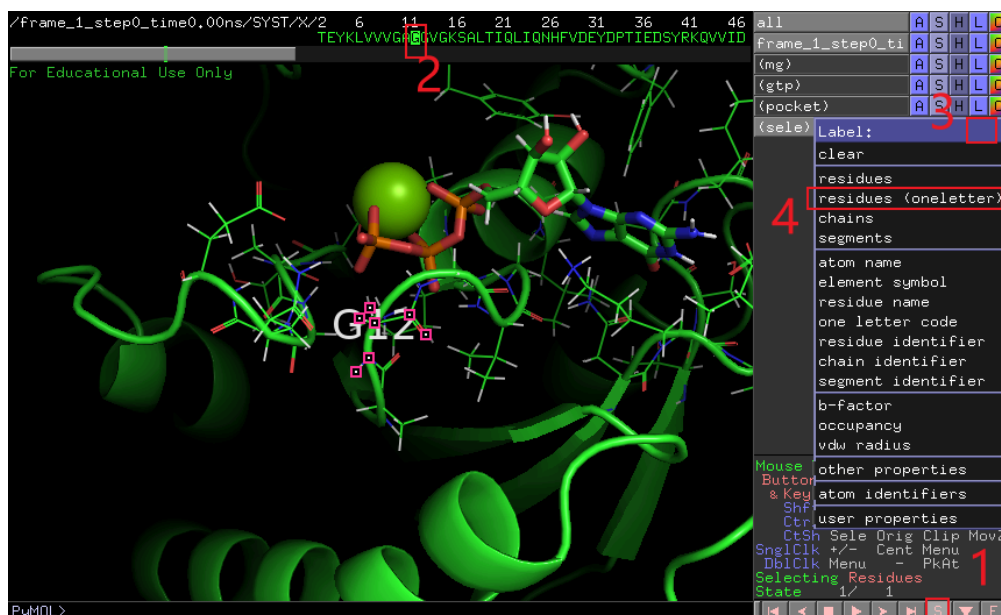 /frame_1_step0_time0.00ns/SYST/X/2 6 11 16 21 26 31 36 41 46
TEYKLVVVGAGGVGKSALTIQLIQNHFVDEYDPTIEDSYRKQVVID
2
For Educational Use Only
all A S H L C
frame_1_step0_ti A S H L C
(mg) A S H L C
(gtp) A S H L C
(pocket) A S H L C
3
(sele) Label:
clear
residues
residues (oneletter)
4
chains
segments
atom name
element symbol
residue name
one letter code
residue identifier
chain identifier
segment identifier
b-factor
occupancy
vdw radius
other properties
atom identifiers
user properties
G12
Mouse
Button
& Key
Shf
Ctr
CtSh Sele Orig Clip MovZ
SnglClk +/- Cent Menu
DblClk Menu - PkAt
1
Selecting Residues
State 1/ 1
PyMOL>
S F